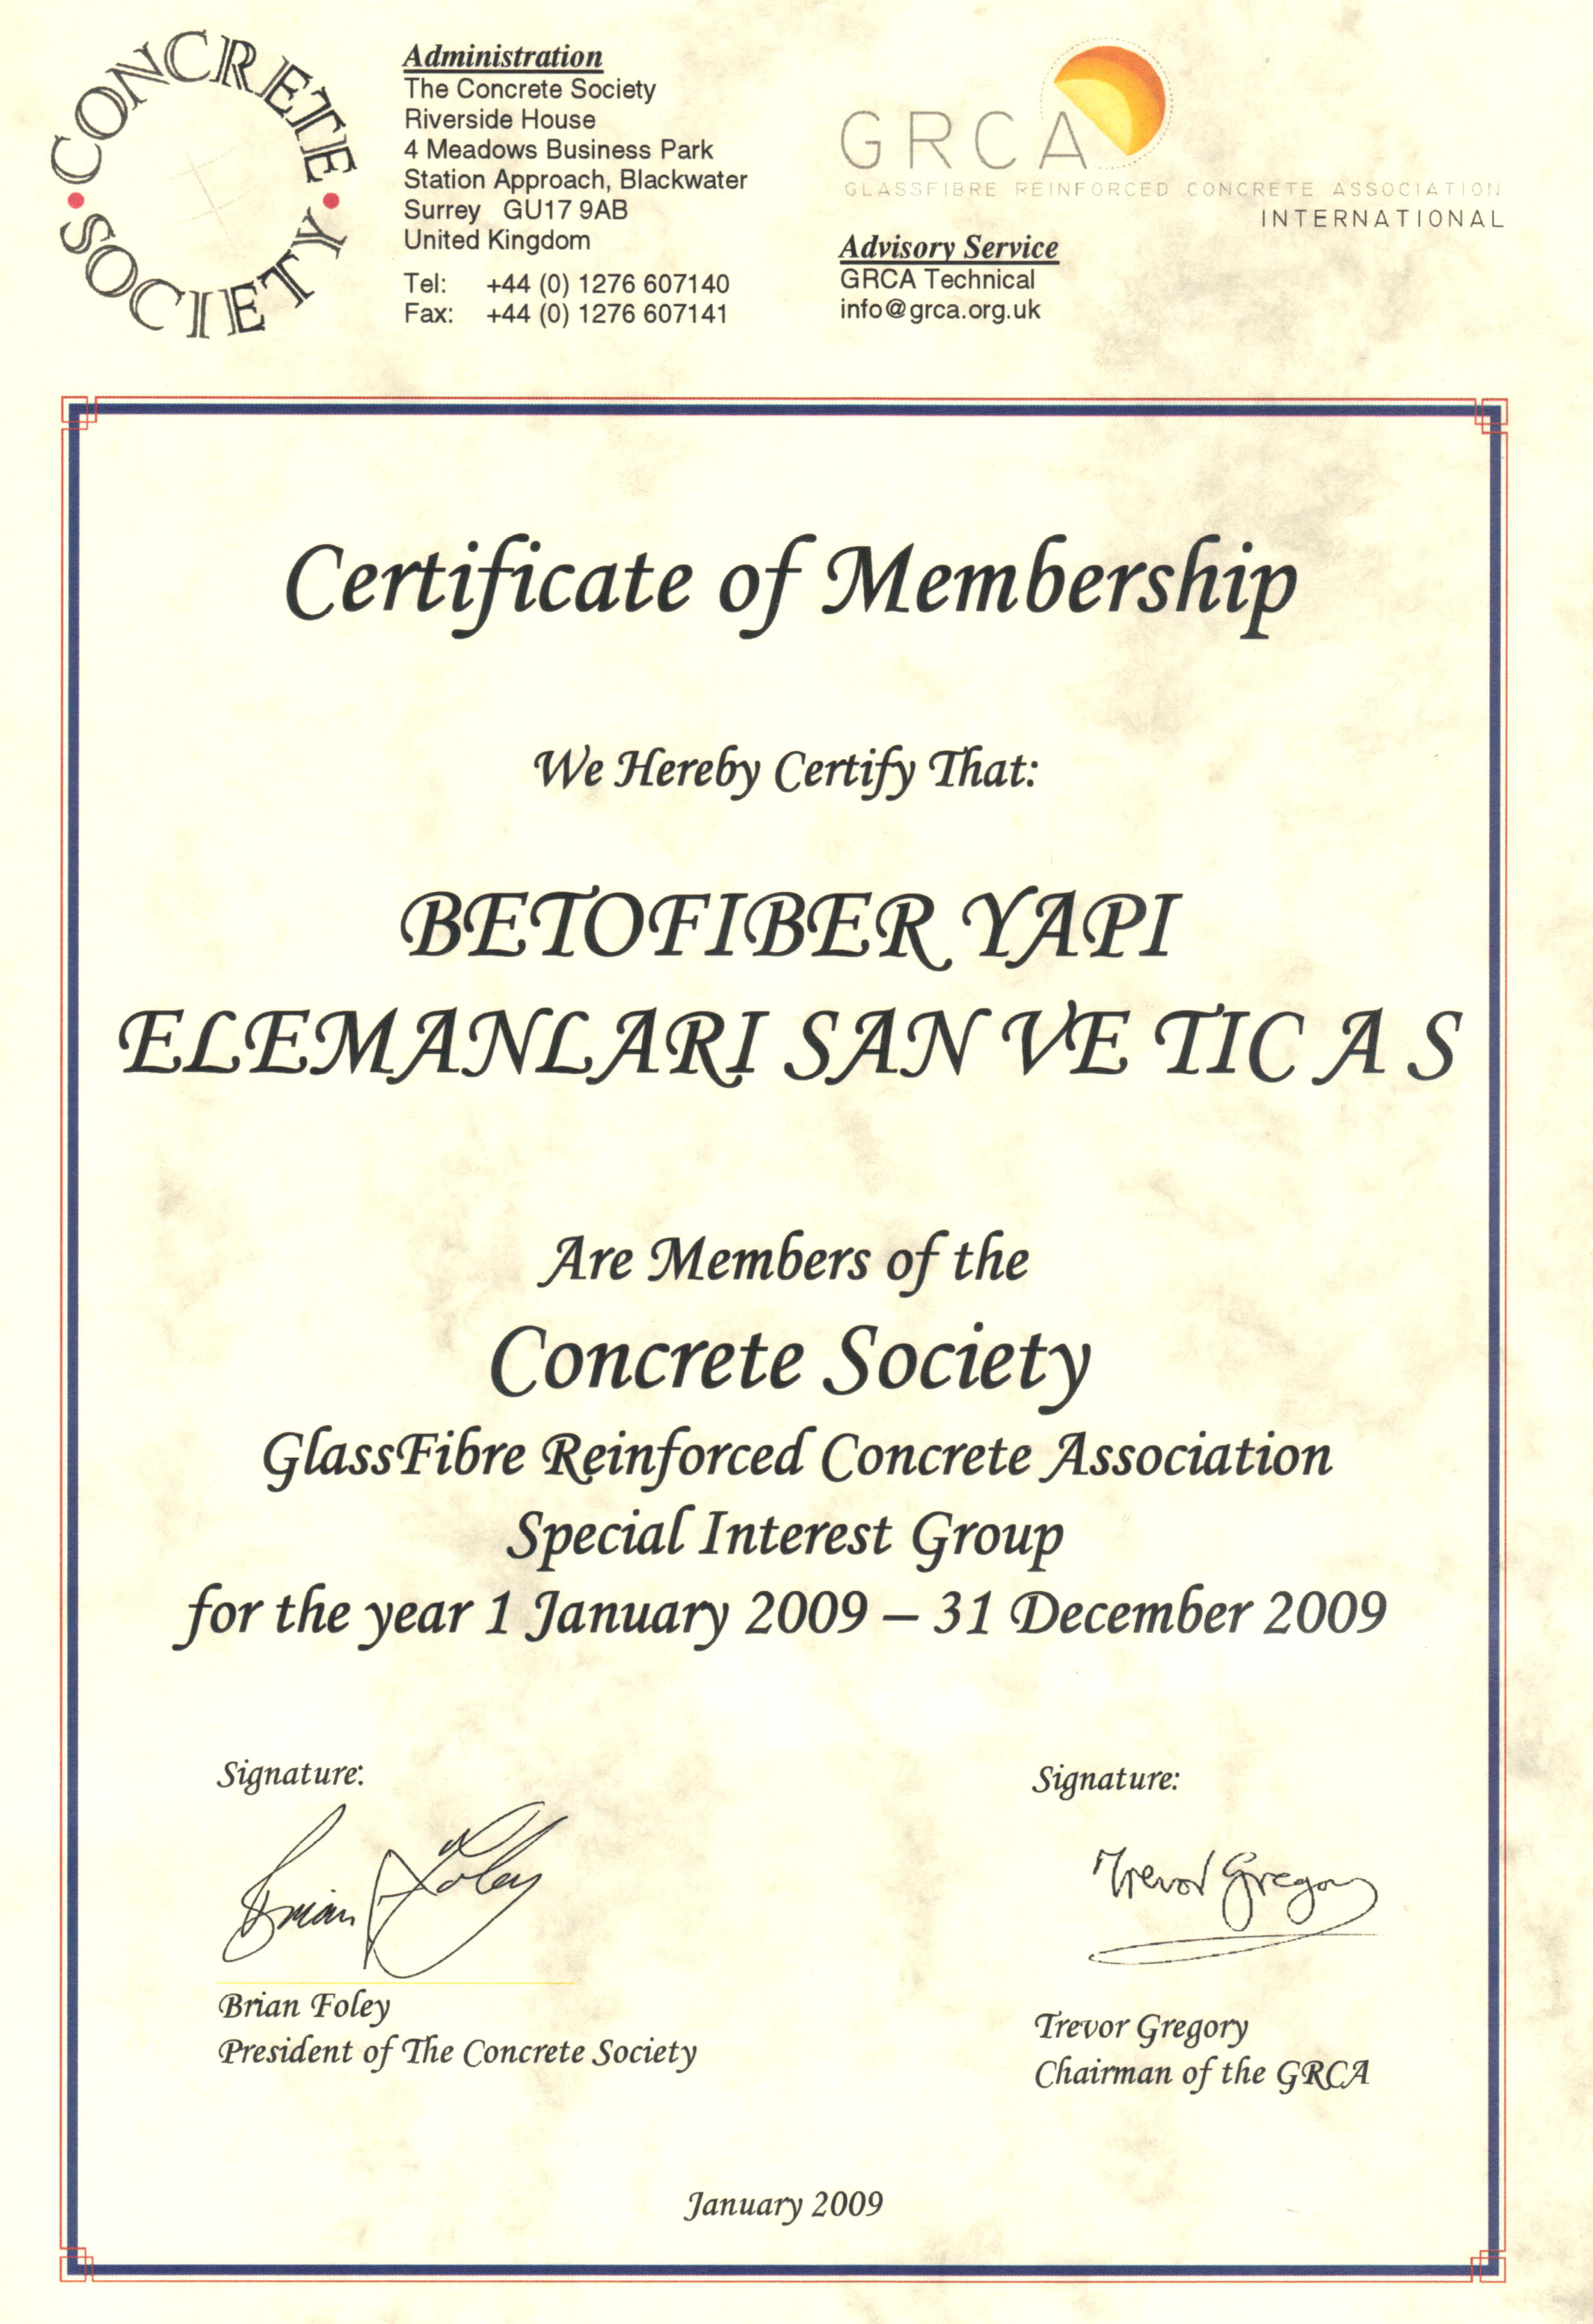 CONCRETE SOCIETY
Administration
The Concrete Society
Riverside House
4 Meadows Business Park
Station Approach, Blackwater
Surrey GU17 9AB
United Kingdom
Tel: +44 (0) 1276 607140
Fax: +44 (0) 1276 607141
GRCA
GLASSFIBRE REINFORCED CONCRETE ASSOCIATION
INTERNATIONAL
Advisory Service
GRCA Technical
info@grca.org.uk
Certificate of Membership
We Hereby Certify That:
BETOFIBER YAPI
ELEMANLARI SAN VE TIC A S
Are Members of the
Concrete Society
GlassFibre Reinforced Concrete Association
Special Interest Group
for the year 1 January 2009 – 31 December 2009
Signature:
Brian Foley
Brian Foley
President of The Concrete Society
Signature:
Trevor Gregory
Trevor Gregory
Chairman of the GRCA
January 2009